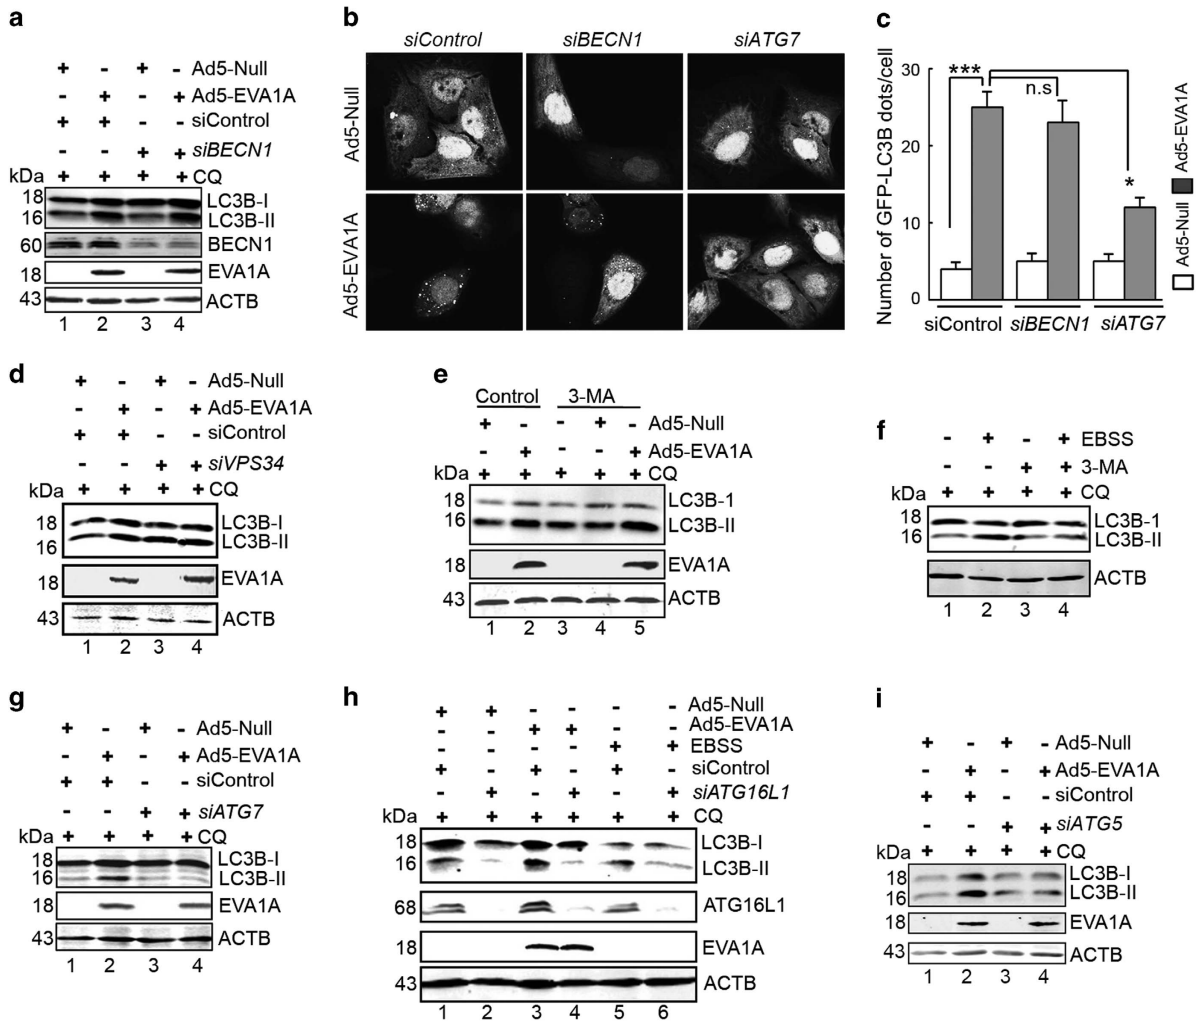 a
+ - + - Ad5-Null
- + - + Ad5-EVA1A
+ + - - siControl
- - + + siBECN1
kDa + + + + CQ
18 LC3B-I
16 LC3B-II
60 BECN1
18 EVA1A
43 ACTB
1 2 3 4
b
siControl siBECN1 siATG7
Ad5-Null
Ad5-EVA1A
c
Number of GFP-LC3B dots/cell
30
20
10
0
***
n.s
*
siControl siBECN1 siATG7
Ad5-Null Ad5-EVA1A
d
+ - + - Ad5-Null
- + - + Ad5-EVA1A
+ + - - siControl
- - + + siVPS34
kDa + + + + CQ
18 LC3B-I
16 LC3B-II
18 EVA1A
43 ACTB
1 2 3 4
e
Control 3-MA
+ - - + - Ad5-Null
- + - - + Ad5-EVA1A
kDa + + + + + CQ
18 LC3B-1
16 LC3B-II
18 EVA1A
43 ACTB
1 2 3 4 5
f
- + - + EBSS
- - + + 3-MA
kDa + + + + CQ
18 LC3B-1
16 LC3B-II
ACTB
1 2 3 4
g
+ - + - Ad5-Null
- + - + Ad5-EVA1A
+ + - - siControl
- - + + siATG7
kDa + + + + CQ
18 LC3B-I
16 LC3B-II
18 EVA1A
43 ACTB
1 2 3 4
h
+ + - - - - Ad5-Null
- - + + - - Ad5-EVA1A
- - - - + + EBSS
+ - + - + - siControl
- + - + - + siATG16L1
kDa + + + + + + CQ
18 LC3B-I
16 LC3B-II
68 ATG16L1
18 EVA1A
43 ACTB
1 2 3 4 5 6
i
+ - + - Ad5-Null
- + - + Ad5-EVA1A
+ + - - siControl
- - + + siATG5
kDa + + + + CQ
18 LC3B-I
16 LC3B-II
18 EVA1A
43 ACTB
1 2 3 4